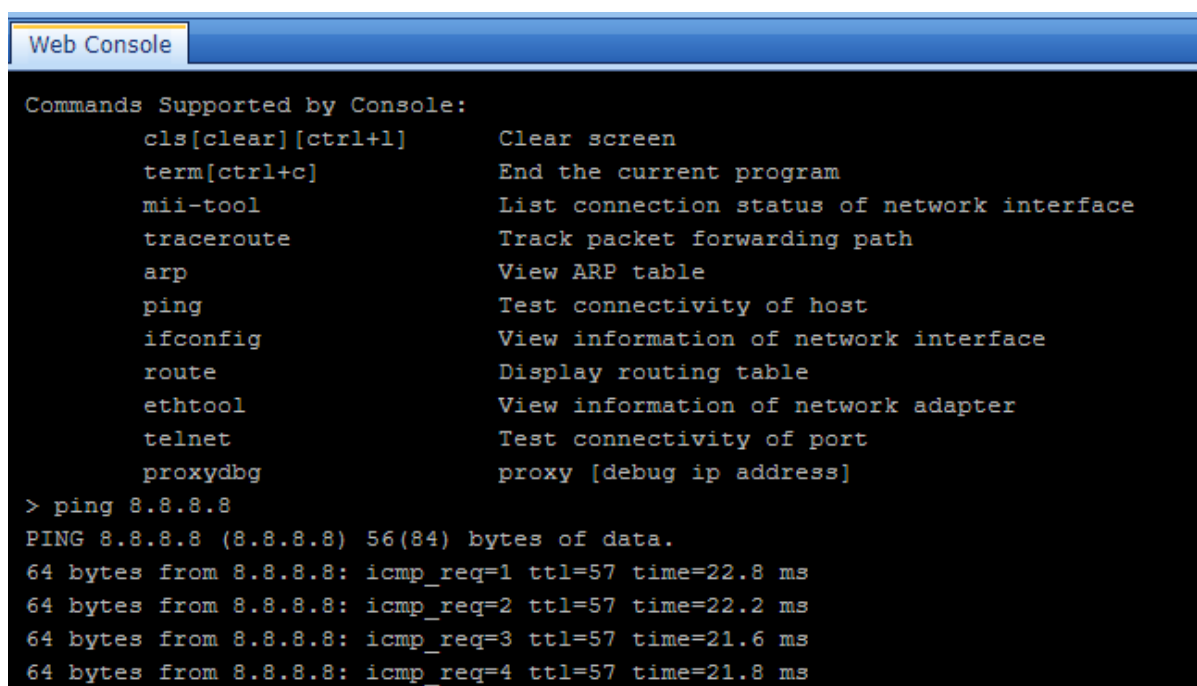 Web Console
Commands Supported by Console:
cls[clear][ctrl+l] Clear screen
term[ctrl+c] End the current program
mii-tool List connection status of network interface
traceroute Track packet forwarding path
arp View ARP table
ping Test connectivity of host
ifconfig View information of network interface
route Display routing table
ethtool View information of network adapter
telnet Test connectivity of port
proxydbg proxy [debug ip address]
> ping 8.8.8.8
PING 8.8.8.8 (8.8.8.8) 56(84) bytes of data.
64 bytes from 8.8.8.8: icmp_req=1 ttl=57 time=22.8 ms
64 bytes from 8.8.8.8: icmp_req=2 ttl=57 time=22.2 ms
64 bytes from 8.8.8.8: icmp_req=3 ttl=57 time=21.6 ms
64 bytes from 8.8.8.8: icmp_req=4 ttl=57 time=21.8 ms